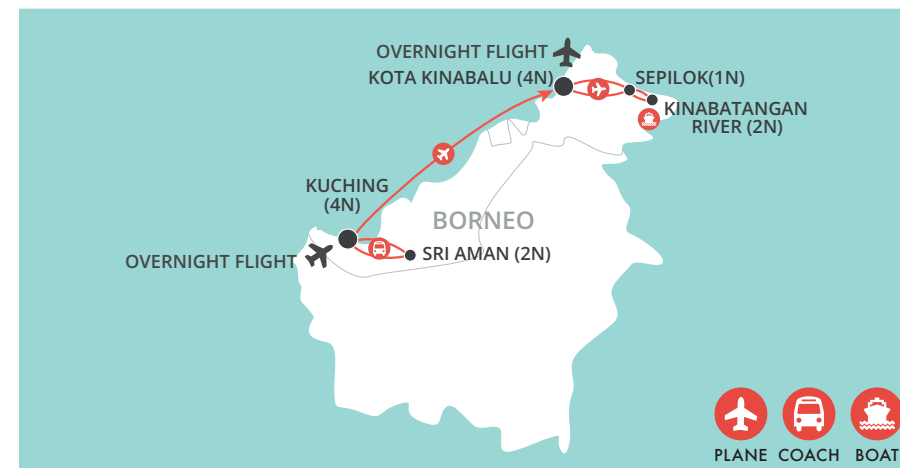 OVERNIGHT FLIGHT
KOTA KINABALU (4N)
SEPILOK(1N)
KINABATANGAN
RIVER (2N)
KUCHING
(4N)
BORNEO
SRI AMAN (2N)
OVERNIGHT FLIGHT
PLANE COACH BOAT